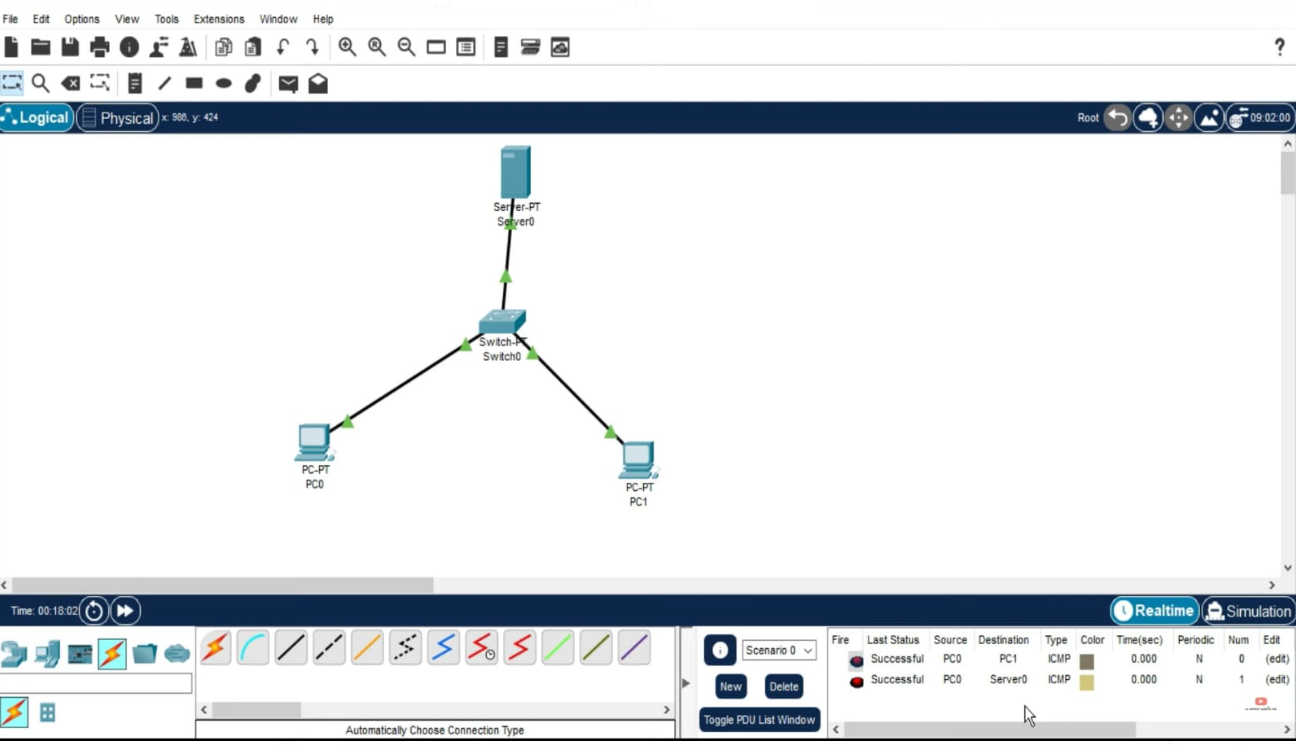 File Edit Options View Tools Extensions Window Help
?
Logical Physical x: 986, y: 424 Root 09:02:00
Server-PT
Server0
Switch-PT
Switch0
PC-PT
PC0
PC-PT
PC1
Time: 00:18:02 Realtime Simulation
Scenario 0
New Delete
Toggle PDU List Window
Fire Last Status Source Destination Type Color Time(sec) Periodic Num Edit
Successful PC0 PC1 ICMP 0.000 N 0 (edit)
Successful PC0 Server0 ICMP 0.000 N 1 (edit)
Automatically Choose Connection Type